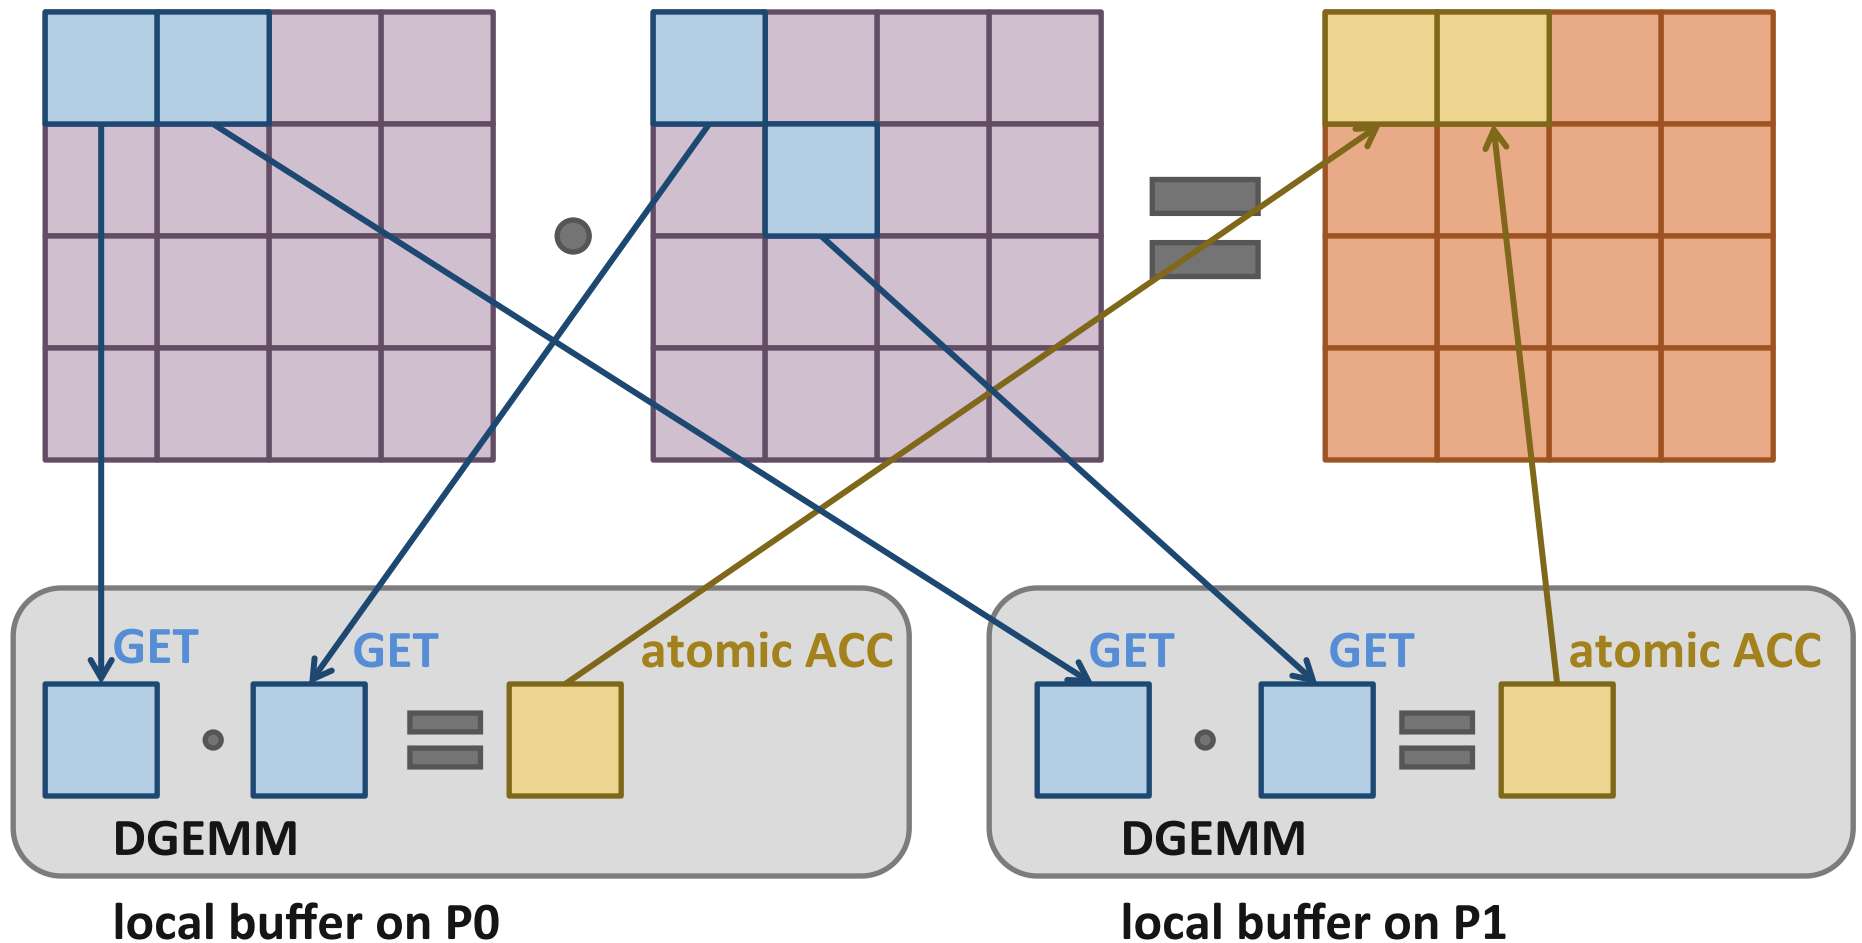 GET GET atomic ACC
DGEMM
local buffer on P0
GET GET atomic ACC
DGEMM
local buffer on P1